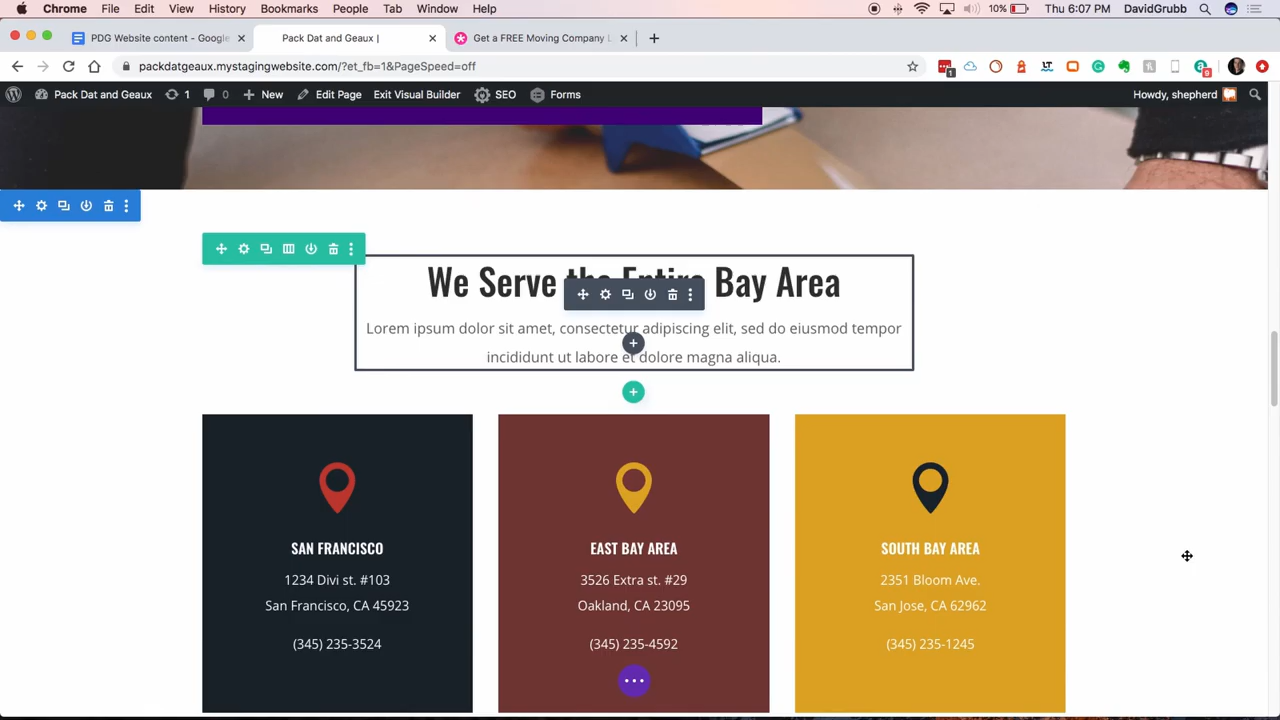 Chrome File Edit View History Bookmarks People Tab Window Help 10% Thu 6:07 PM DavidGrubb
PDG Website content - Google
Pack Dat and Geaux |
Get a FREE Moving Company L
packdatgeaux.mystagingwebsite.com/?et_fb=1&PageSpeed=off
Pack Dat and Geaux 1 0 New Edit Page Exit Visual Builder SEO Forms Howdy, shepherd
We Serve the Entire Bay Area
Lorem ipsum dolor sit amet, consectetur adipiscing elit, sed do eiusmod tempor
incididunt ut labore et dolore magna aliqua.
SAN FRANCISCO
1234 Divi st. #103
San Francisco, CA 45923
(345) 235-3524
EAST BAY AREA
3526 Extra st. #29
Oakland, CA 23095
(345) 235-4592
SOUTH BAY AREA
2351 Bloom Ave.
San Jose, CA 62962
(345) 235-1245